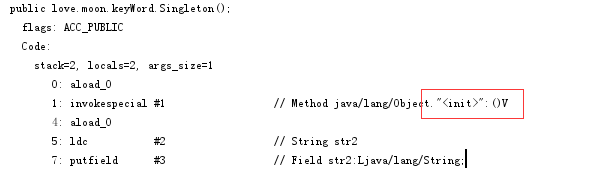 public love.moon.keyWord.Singleton();
flags: ACC_PUBLIC
Code:
stack=2, locals=2, args_size=1
0: aload_0
1: invokespecial #1 // Method java/lang/Object."<init>":()V
4: aload_0
5: ldc #2 // String str2
7: putfield #3 // Field str2:Ljava/lang/String;